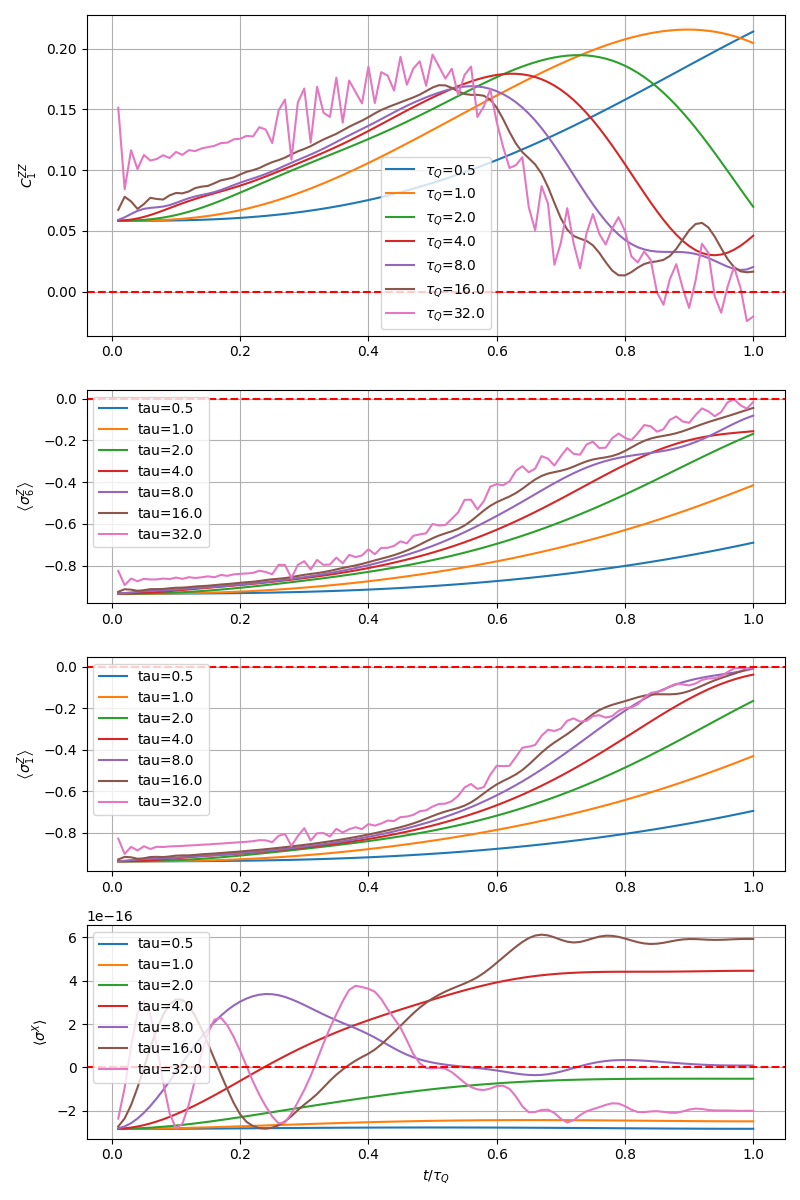 0.20
0.15
0.10
0.05
0.00
C_1^{ZZ}
τ_Q=0.5
τ_Q=1.0
τ_Q=2.0
τ_Q=4.0
τ_Q=8.0
τ_Q=16.0
τ_Q=32.0
0.0 0.2 0.4 0.6 0.8 1.0
0.0
−0.2
−0.4
−0.6
−0.8
⟨σ_6^Z⟩
tau=0.5
tau=1.0
tau=2.0
tau=4.0
tau=8.0
tau=16.0
tau=32.0
0.0 0.2 0.4 0.6 0.8 1.0
0.0
−0.2
−0.4
−0.6
−0.8
⟨σ_1^Z⟩
tau=0.5
tau=1.0
tau=2.0
tau=4.0
tau=8.0
tau=16.0
tau=32.0
0.0 0.2 0.4 0.6 0.8 1.0
1e−16
6
4
2
0
−2
⟨σ^X⟩
tau=0.5
tau=1.0
tau=2.0
tau=4.0
tau=8.0
tau=16.0
tau=32.0
0.0 0.2 0.4 0.6 0.8 1.0
t/τ_Q